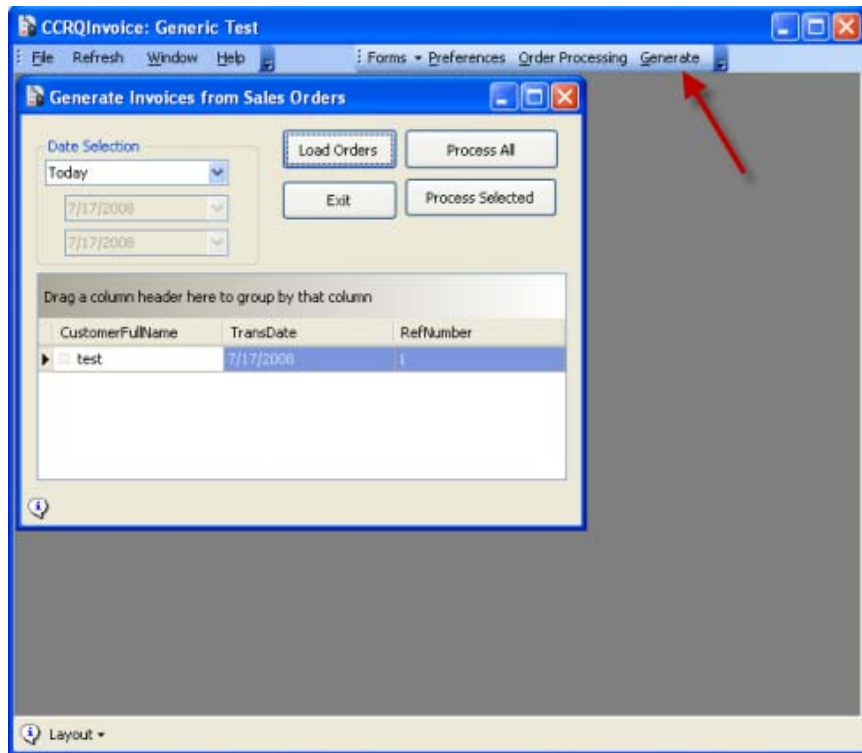 CCRQInvoice: Generic Test
File Refresh Window Help Forms Preferences Order Processing Generate
Generate Invoices from Sales Orders
Date Selection
Today
7/17/2008
7/17/2008
Load Orders Process All
Exit Process Selected
Drag a column header here to group by that column
CustomerFullName TransDate RefNumber
test 7/17/2008 1
Layout